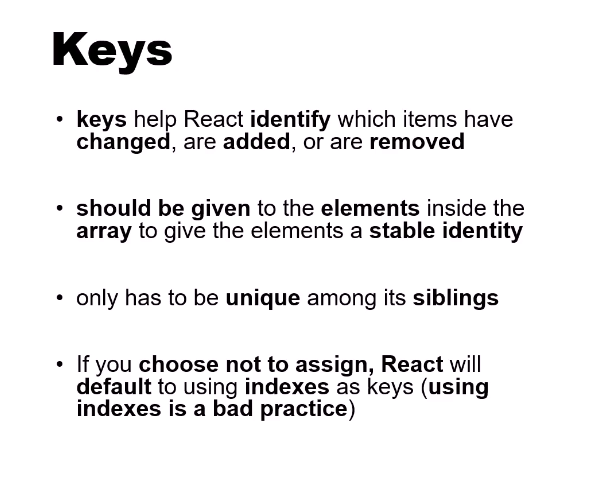 Keys
• keys help React identify which items have
changed, are added, or are removed
• should be given to the elements inside the
array to give the elements a stable identity
• only has to be unique among its siblings
• If you choose not to assign, React will
default to using indexes as keys (using
indexes is a bad practice)